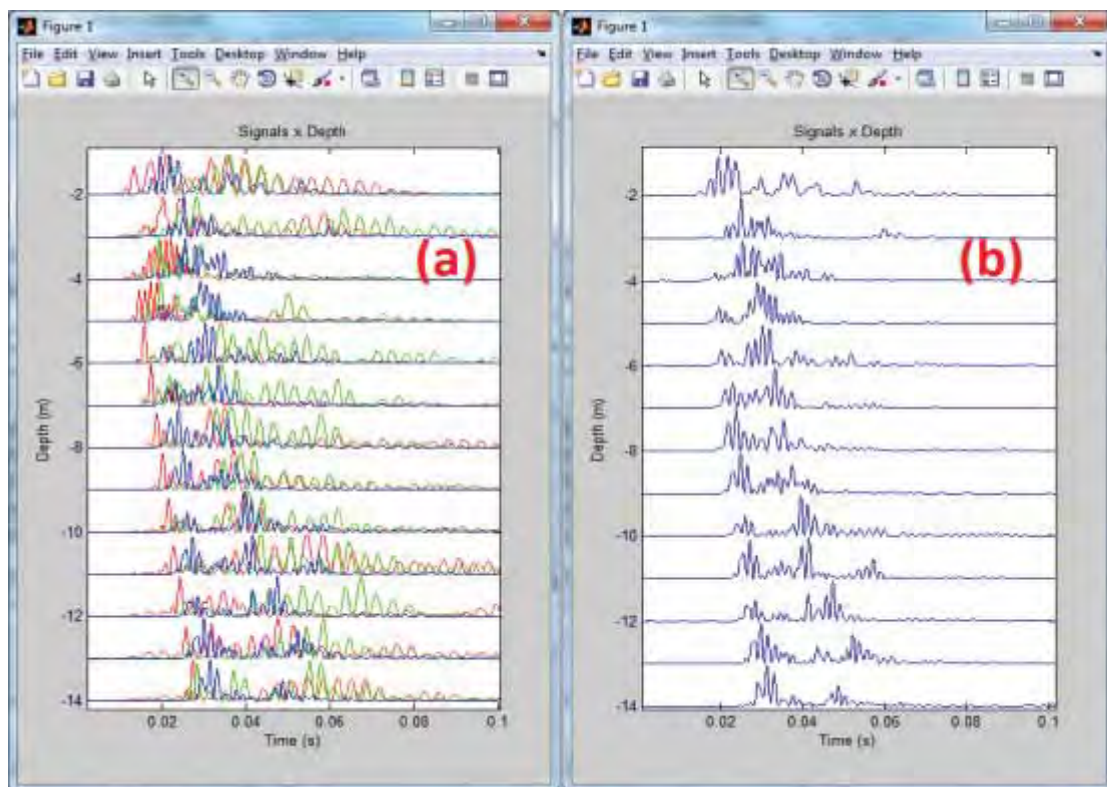 Figure 1
File Edit View Insert Tools Desktop Window Help
Signals x Depth
(a)
-2
-4
-6
-8
-10
-12
-14
Depth (m)
0.02 0.04 0.06 0.08 0.1
Time (s)
Figure 1
File Edit View Insert Tools Desktop Window Help
Signals x Depth
(b)
-2
-4
-6
-8
-10
-12
-14
Depth (m)
0.02 0.04 0.06 0.08 0.1
Time (s)